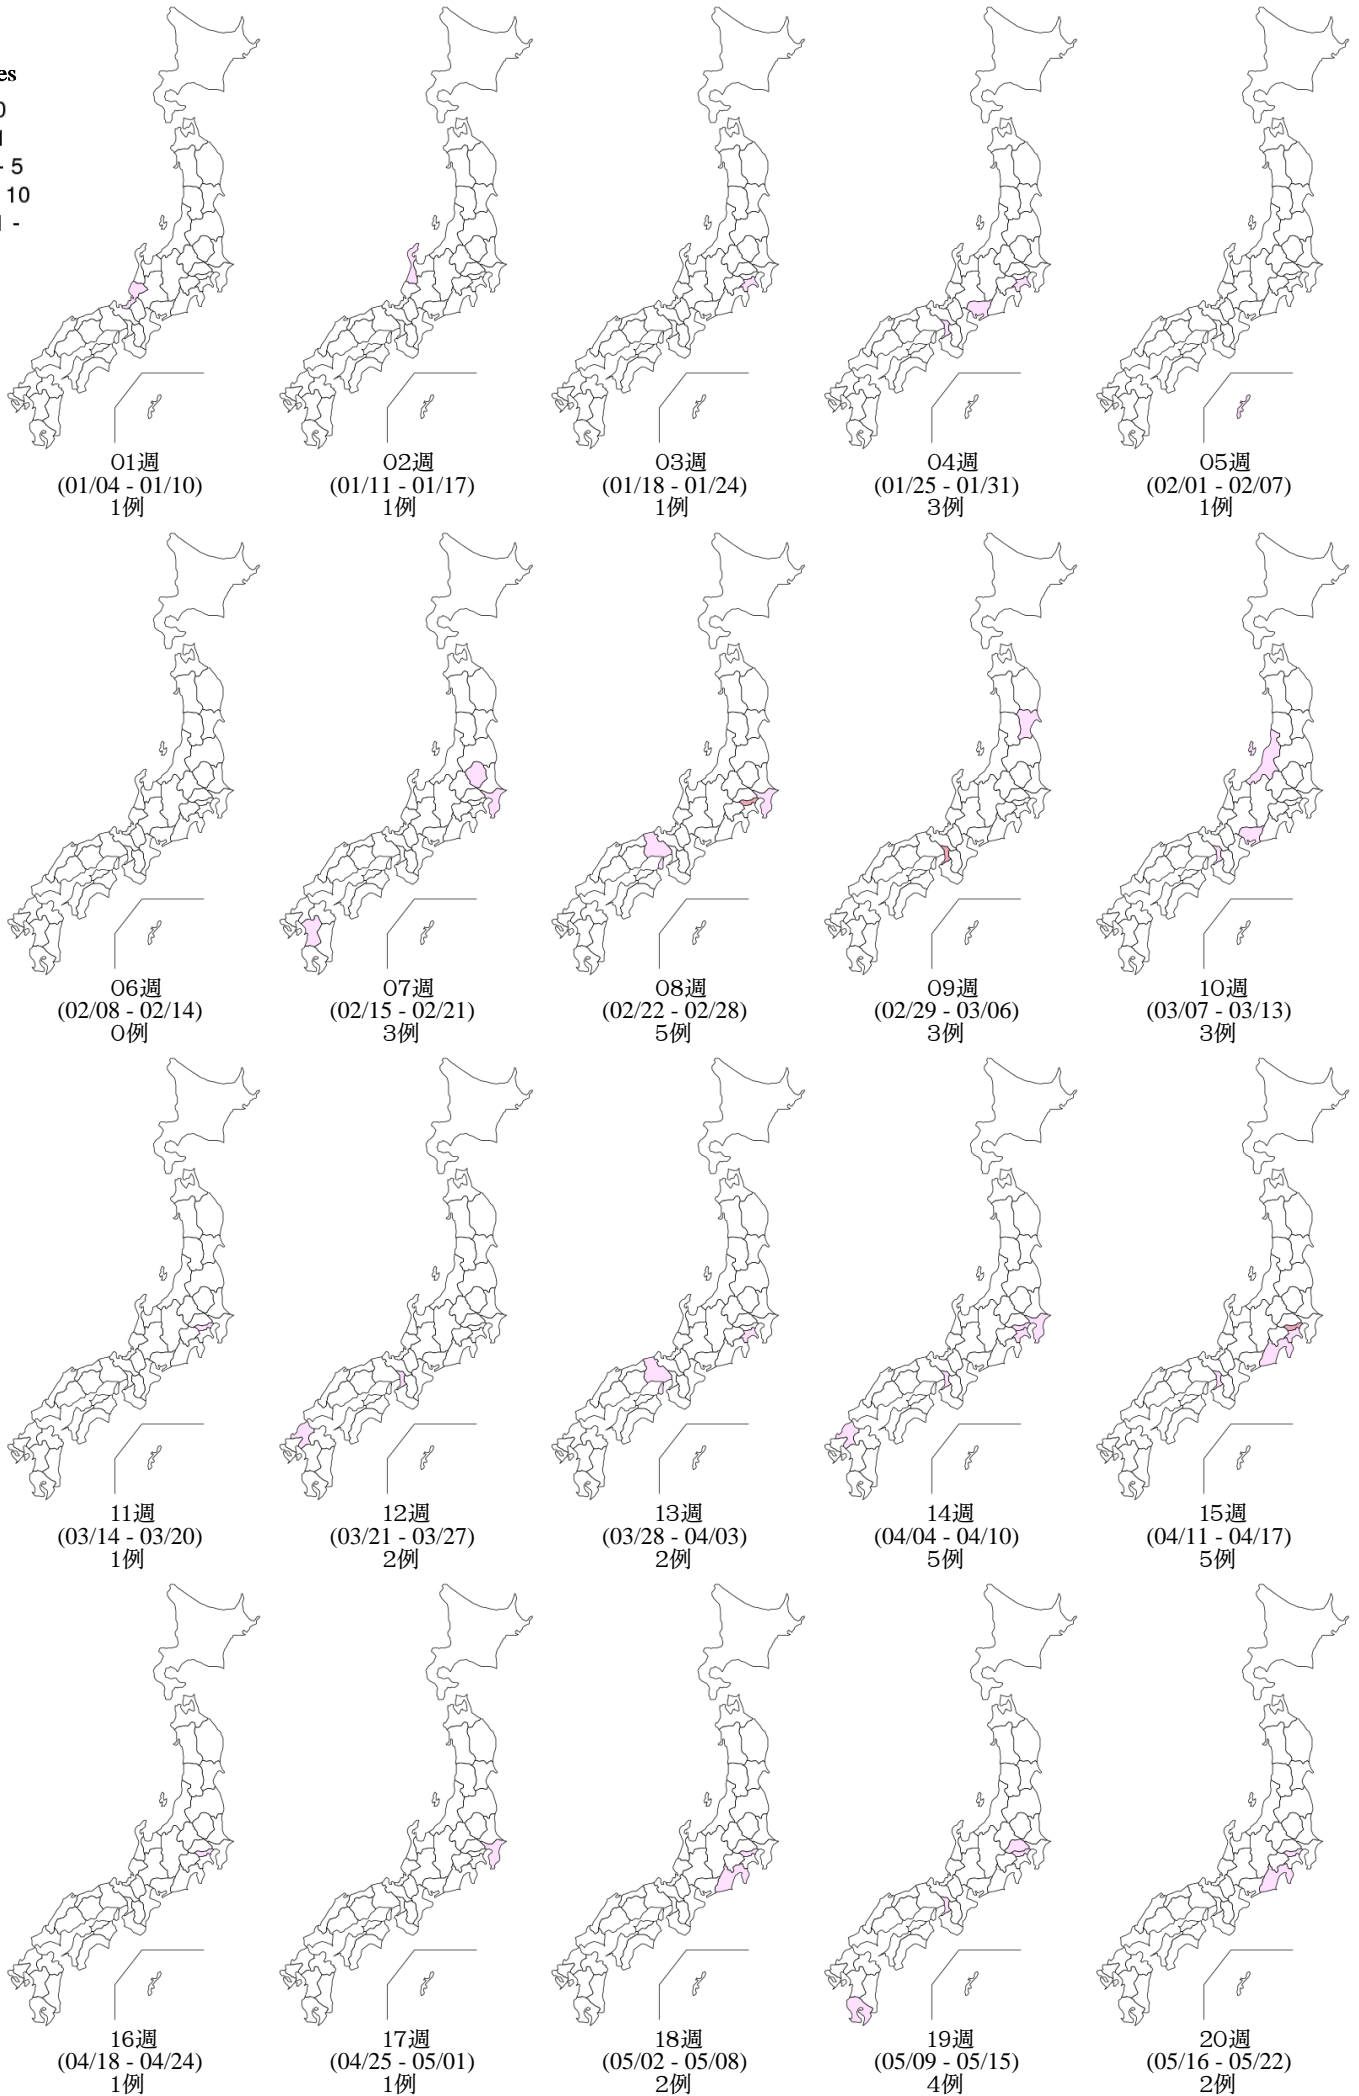 es
0
1
- 5
10
1 -
01週
(01/04 - 01/10)
1例
02週
(01/11 - 01/17)
1例
03週
(01/18 - 01/24)
1例
04週
(01/25 - 01/31)
3例
05週
(02/01 - 02/07)
1例
06週
(02/08 - 02/14)
0例
07週
(02/15 - 02/21)
3例
08週
(02/22 - 02/28)
5例
09週
(02/29 - 03/06)
3例
10週
(03/07 - 03/13)
3例
11週
(03/14 - 03/20)
1例
12週
(03/21 - 03/27)
2例
13週
(03/28 - 04/03)
2例
14週
(04/04 - 04/10)
5例
15週
(04/11 - 04/17)
5例
16週
(04/18 - 04/24)
1例
17週
(04/25 - 05/01)
1例
18週
(05/02 - 05/08)
2例
19週
(05/09 - 05/15)
4例
20週
(05/16 - 05/22)
2例